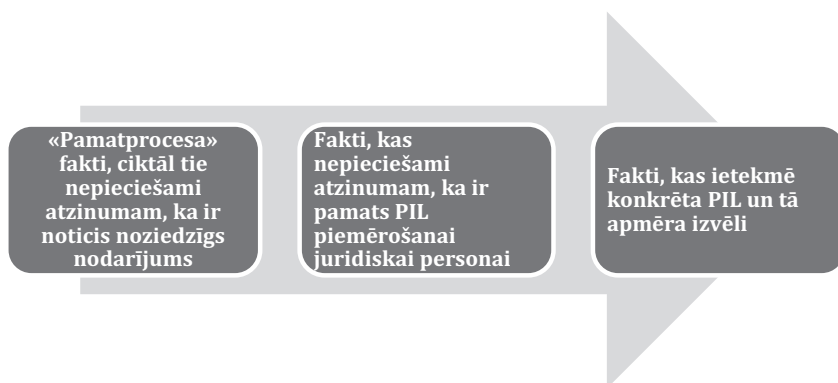 «Pamatprocesa»
fakti, ciktāl tie
nepieciešami
atzinumam, ka ir
noticis noziedzīgs
nodarījums
Fakti, kas
nepieciešami
atzinumam, ka ir
pamats PIL
piemērošanai
juridiskai personai
Fakti, kas ietekmē
konkrēta PIL un tā
apmēra izvēli